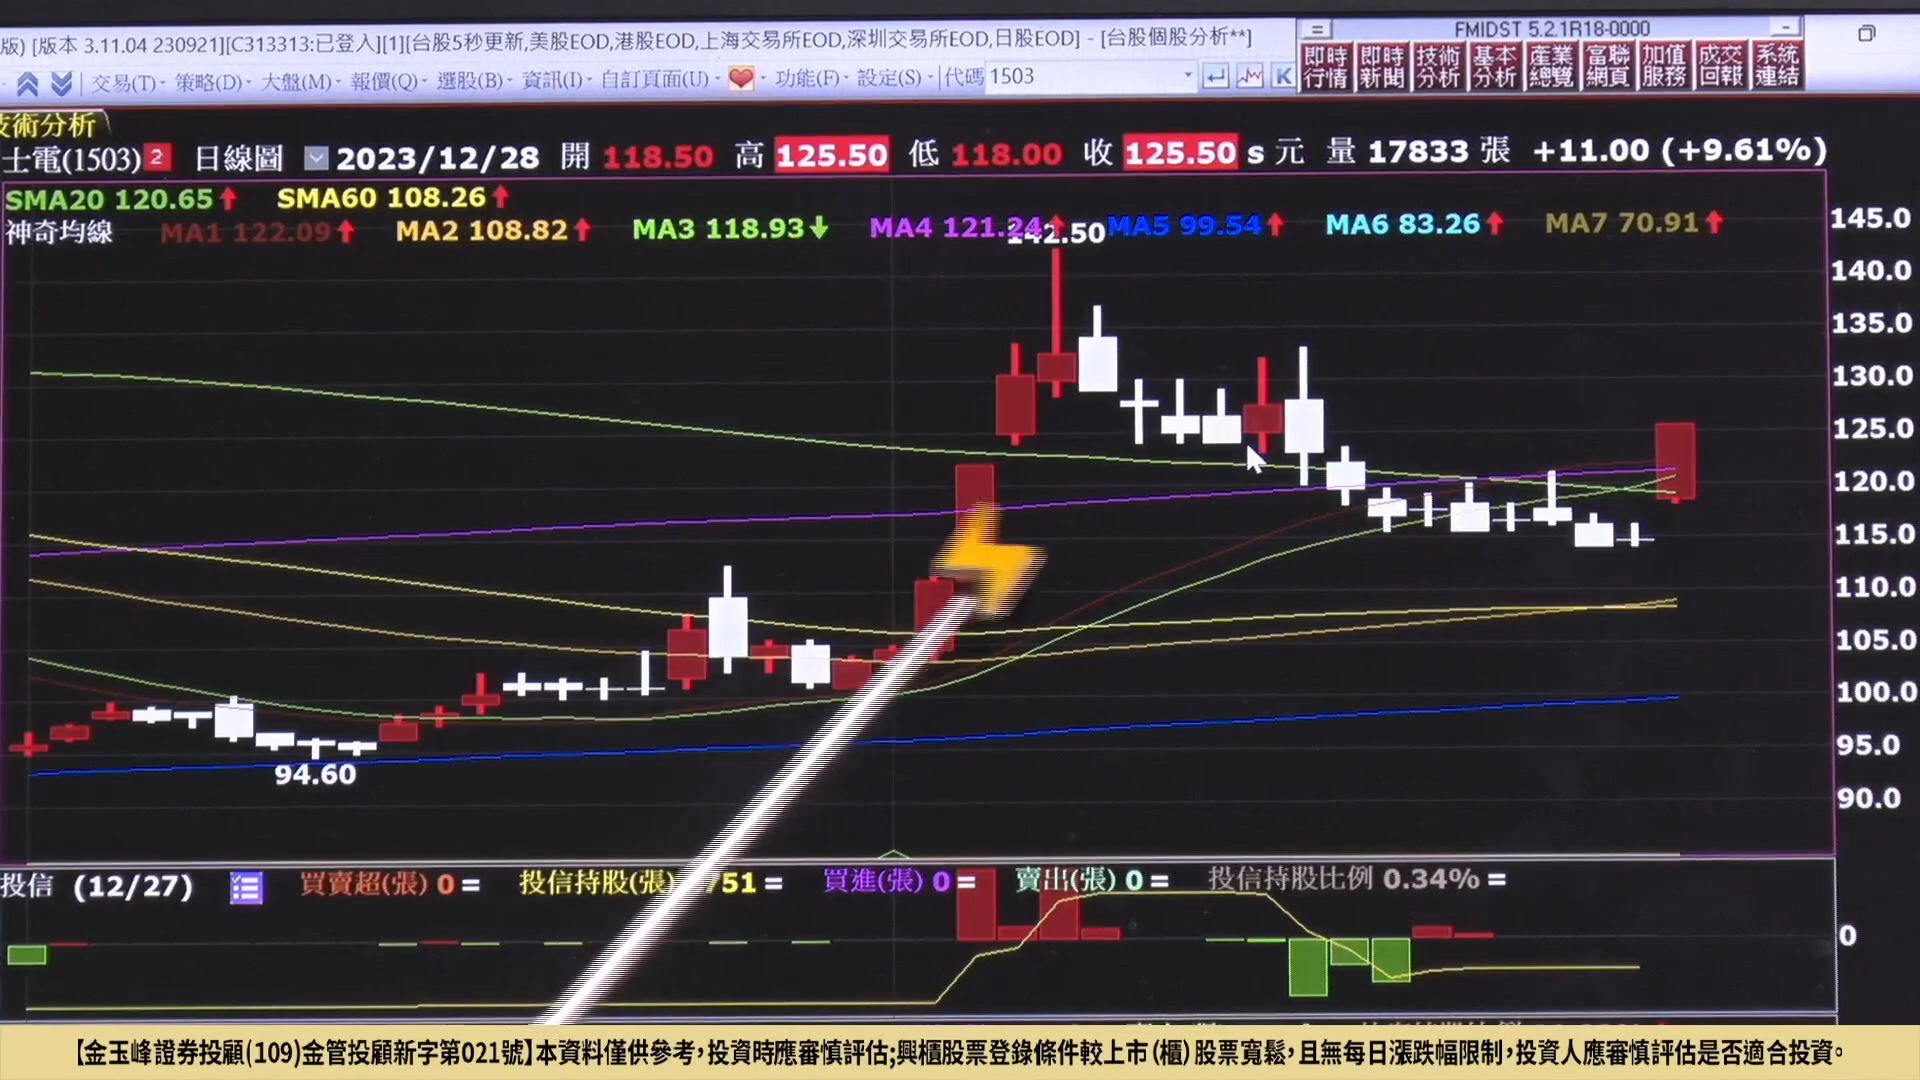 版) [版本 3.11.04 230921][C313313:已登入][1][台股5秒更新,美股EOD,港股EOD,上海交易所EOD,深圳交易所EOD,日股EOD] - [台股個股分析**]
FMIDST 5.2.1R18-0000
交易(T) 策略(D) 大盤(M) 報價(Q) 選股(B) 資訊(I) 自訂頁面(U) 功能(F) 設定(S) 代碼 1503
即時行情 即時新聞 技術分析 基本分析 產業總覽 富聯網頁 加值服務 成交回報 系統連結
技術分析
士電(1503) 2 日線圖 2023/12/28 開 118.50 高 125.50 低 118.00 收 125.50 s 元 量 17833 張 +11.00 (+9.61%)
SMA20 120.65↑ SMA60 108.26↑
神奇均線 MA1 122.09↑ MA2 108.82↑ MA3 118.93↓ MA4 121.24↑ MA5 99.54↑ MA6 83.26↑ MA7 70.91↑
142.50
145.0
140.0
135.0
130.0
125.0
120.0
115.0
110.0
105.0
100.0
95.0
90.0
94.60
投信 (12/27) 買賣超(張) 0 = 投信持股(張) 751 = 買進(張) 0 = 賣出(張) 0 = 投信持股比例 0.34% =
0
【金玉峰證券投顧(109)金管投顧新字第021號】本資料僅供參考，投資時應審慎評估;興櫃股票登錄條件較上市(櫃)股票寬鬆，且無每日漲跌幅限制，投資人應審慎評估是否適合投資。